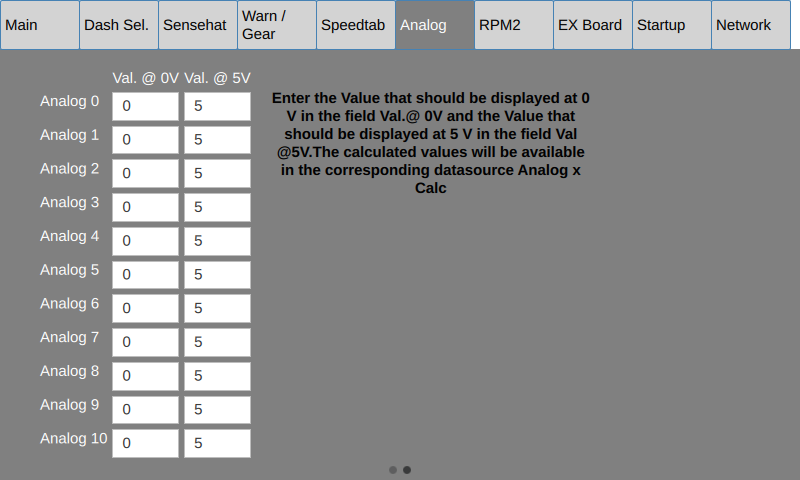 Main
Dash Sel.
Sensehat
Warn /
Gear
Speedtab
Analog
RPM2
EX Board
Startup
Network
Val. @ 0V Val. @ 5V
Analog 0 0 5
Analog 1 0 5
Analog 2 0 5
Analog 3 0 5
Analog 4 0 5
Analog 5 0 5
Analog 6 0 5
Analog 7 0 5
Analog 8 0 5
Analog 9 0 5
Analog 10 0 5
Enter the Value that should be displayed at 0
V in the field Val.@ 0V and the Value that
should be displayed at 5 V in the field Val
@5V.The calculated values will be available
in the corresponding datasource Analog x
Calc